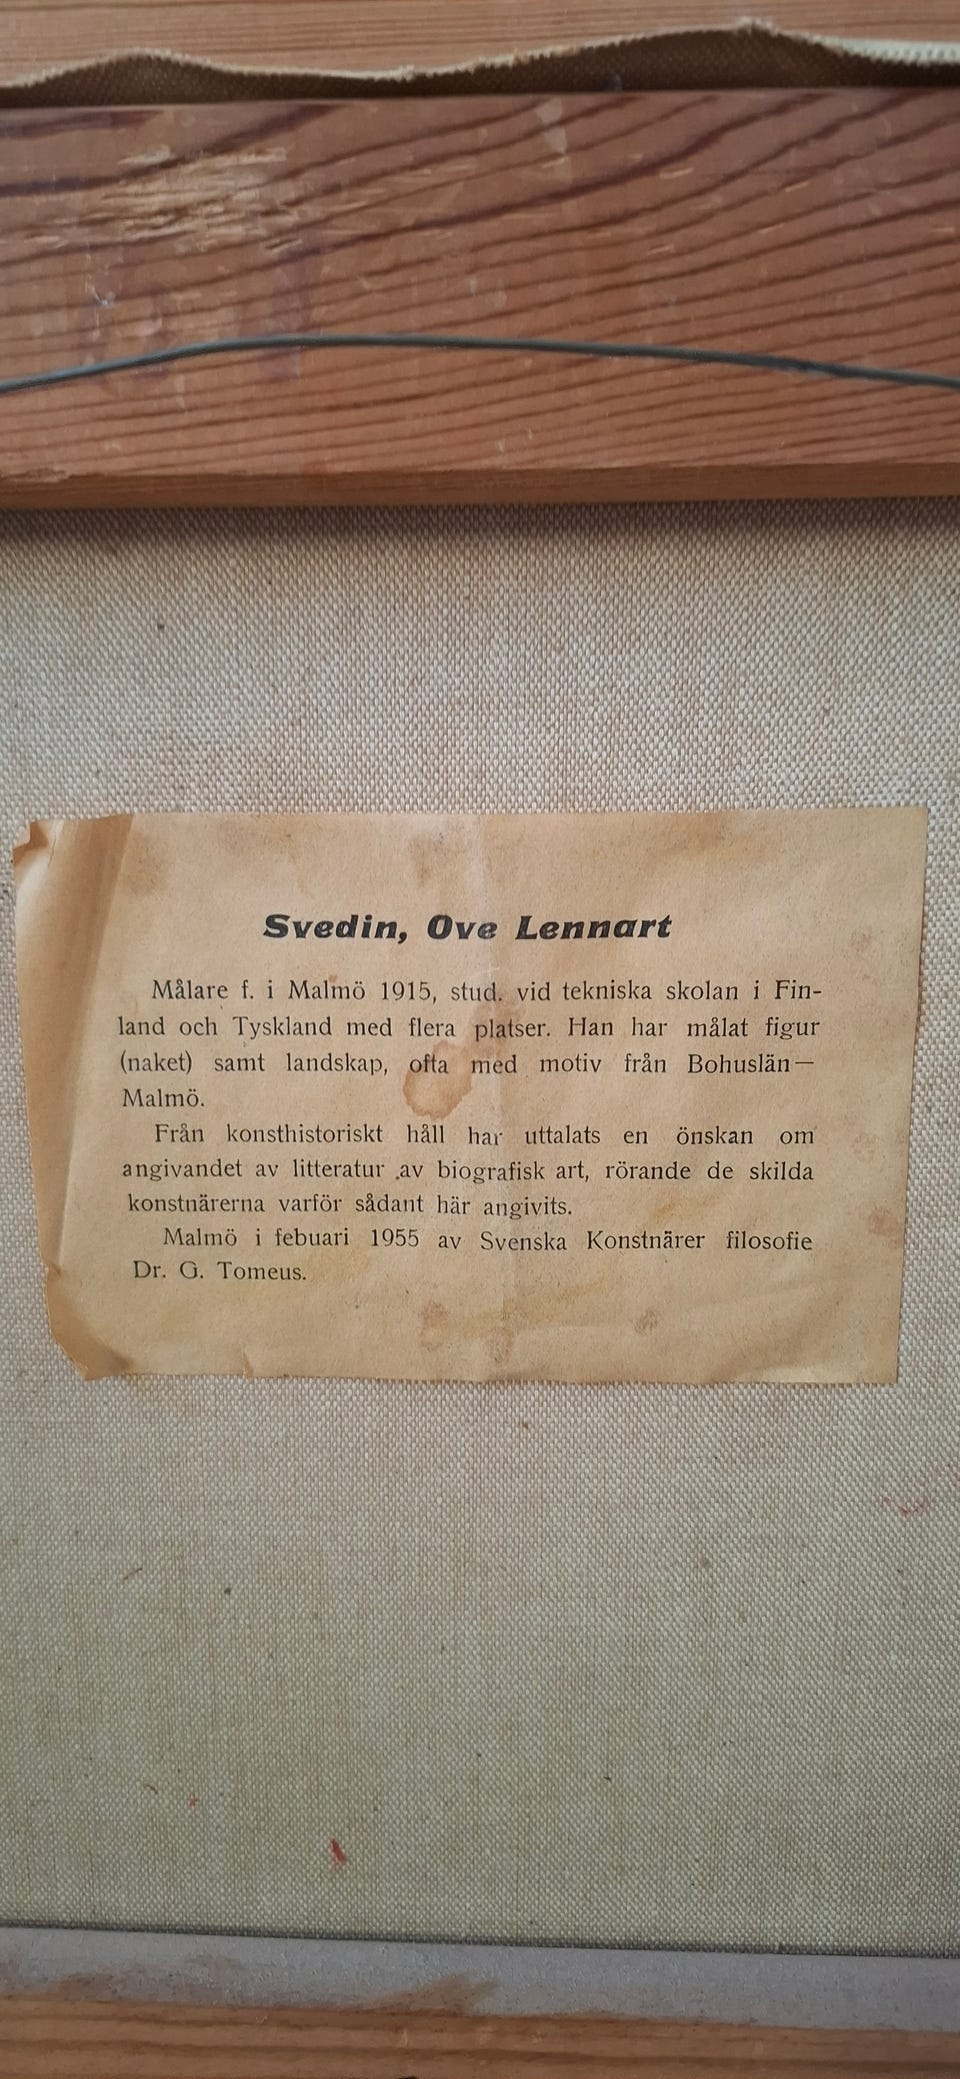 Svedin, Ove Lennart
Målare f. i Malmö 1915, stud. vid tekniska skolan i Fin-
land och Tyskland med flera platser. Han har målat figur
(naket) samt landskap, ofta med motiv från Bohuslän—
Malmö.
Från konsthistoriskt håll har uttalats en önskan om
angivandet av litteratur .av biografisk art, rörande de skilda
konstnärerna varför sådant här angivits.
Malmö i febuari 1955 av Svenska Konstnärer filosofie
Dr. G. Tomeus.